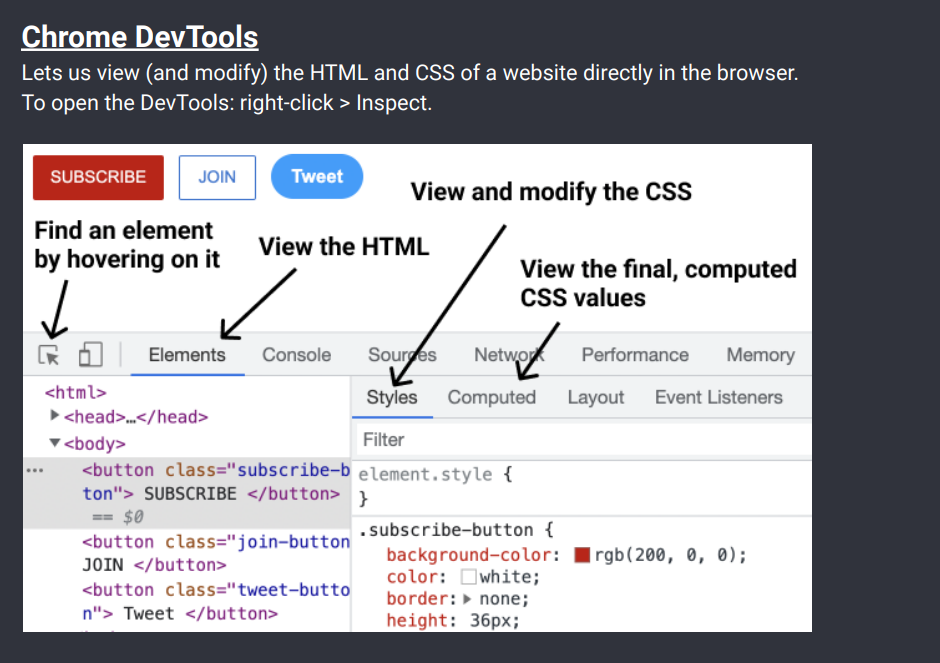 Chrome DevTools
Lets us view (and modify) the HTML and CSS of a website directly in the browser.
To open the DevTools: right-click > Inspect.
SUBSCRIBE JOIN Tweet
View and modify the CSS
Find an element
by hovering on it
View the HTML
View the final, computed
CSS values
Elements Console Sources Network Performance Memory
<html>
▶<head>…</head>
▼<body>
··· <button class="subscribe-b
ton"> SUBSCRIBE </button>
== $0
<button class="join-button
JOIN </button>
<button class="tweet-butto
n"> Tweet </button>
Styles Computed Layout Event Listeners
Filter
element.style {
}
.subscribe-button {
background-color: rgb(200, 0, 0);
color: white;
border:▶ none;
height: 36px;